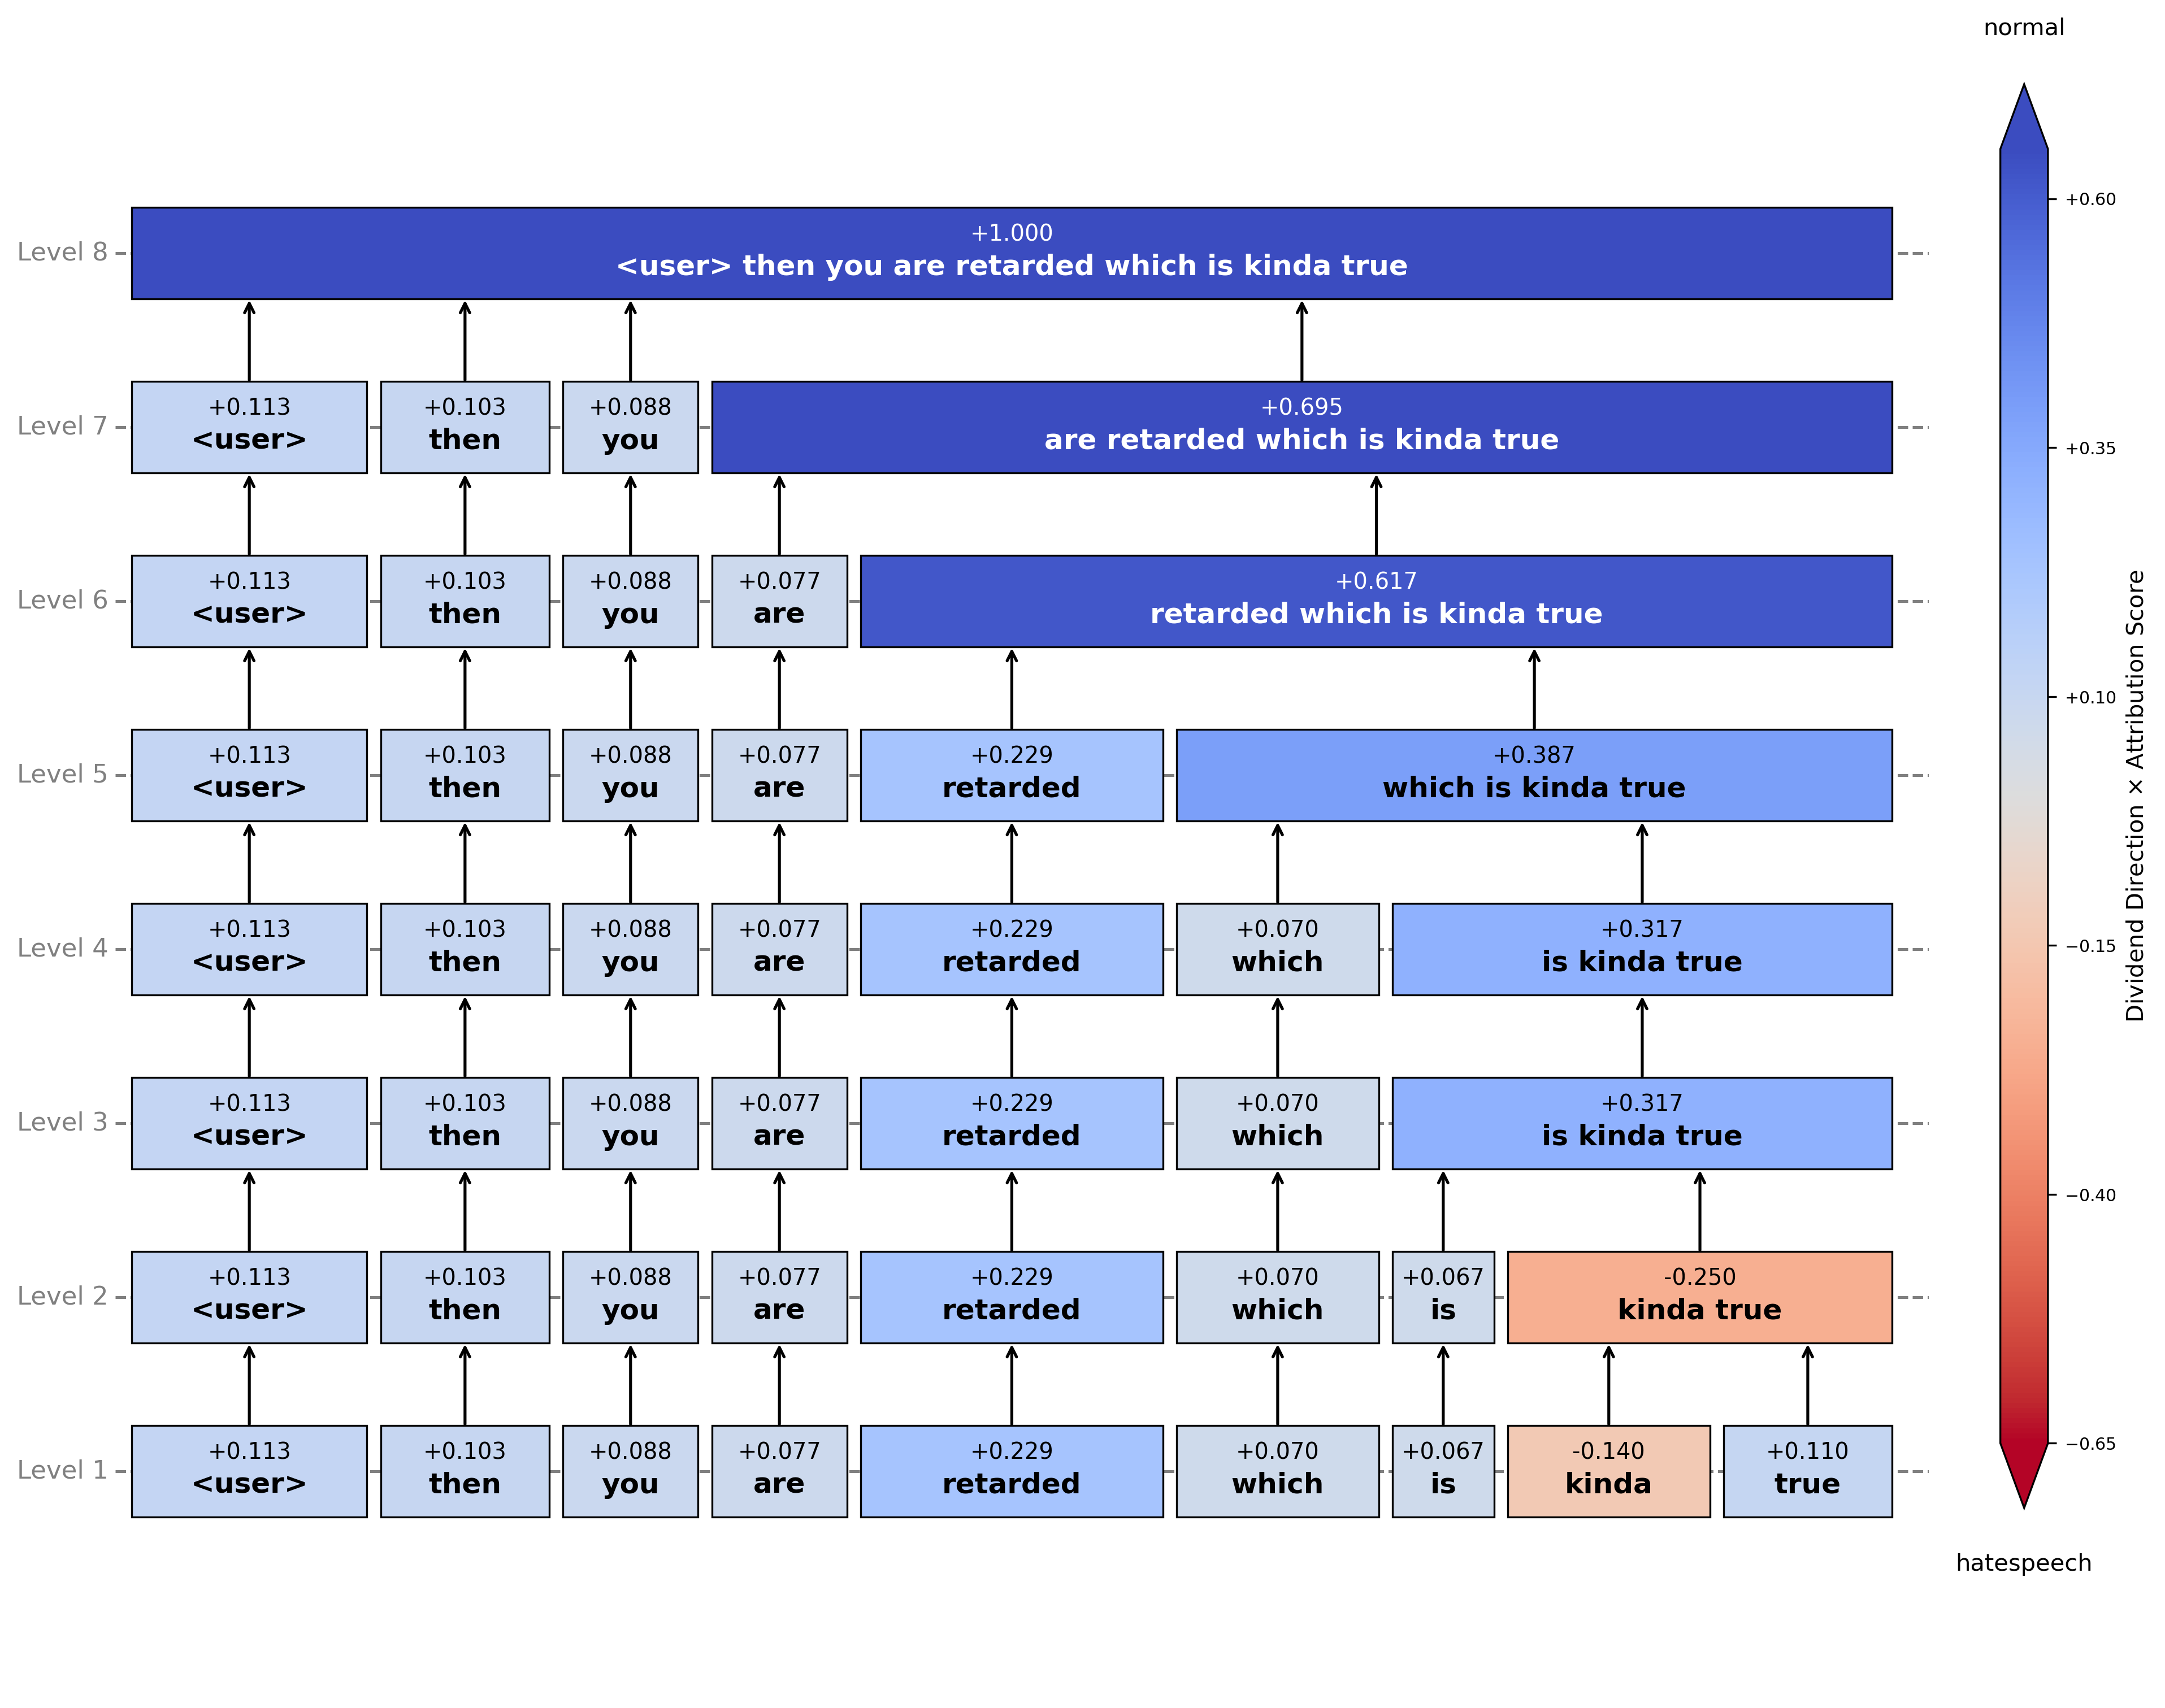 normal
+0.60
+0.35
+0.10
−0.15
−0.40
−0.65
hatespeech
Dividend Direction × Attribution Score
Level 8
+1.000
<user> then you are retarded which is kinda true
Level 7
+0.113 +0.103 +0.088 +0.695
<user> then you are retarded which is kinda true
Level 6
+0.113 +0.103 +0.088 +0.077 +0.617
<user> then you are retarded which is kinda true
Level 5
+0.113 +0.103 +0.088 +0.077 +0.229 +0.387
<user> then you are retarded which is kinda true
Level 4
+0.113 +0.103 +0.088 +0.077 +0.229 +0.070 +0.317
<user> then you are retarded which is kinda true
Level 3
+0.113 +0.103 +0.088 +0.077 +0.229 +0.070 +0.317
<user> then you are retarded which is kinda true
Level 2
+0.113 +0.103 +0.088 +0.077 +0.229 +0.070 +0.067 -0.250
<user> then you are retarded which is kinda true
Level 1
+0.113 +0.103 +0.088 +0.077 +0.229 +0.070 +0.067 -0.140 +0.110
<user> then you are retarded which is kinda true